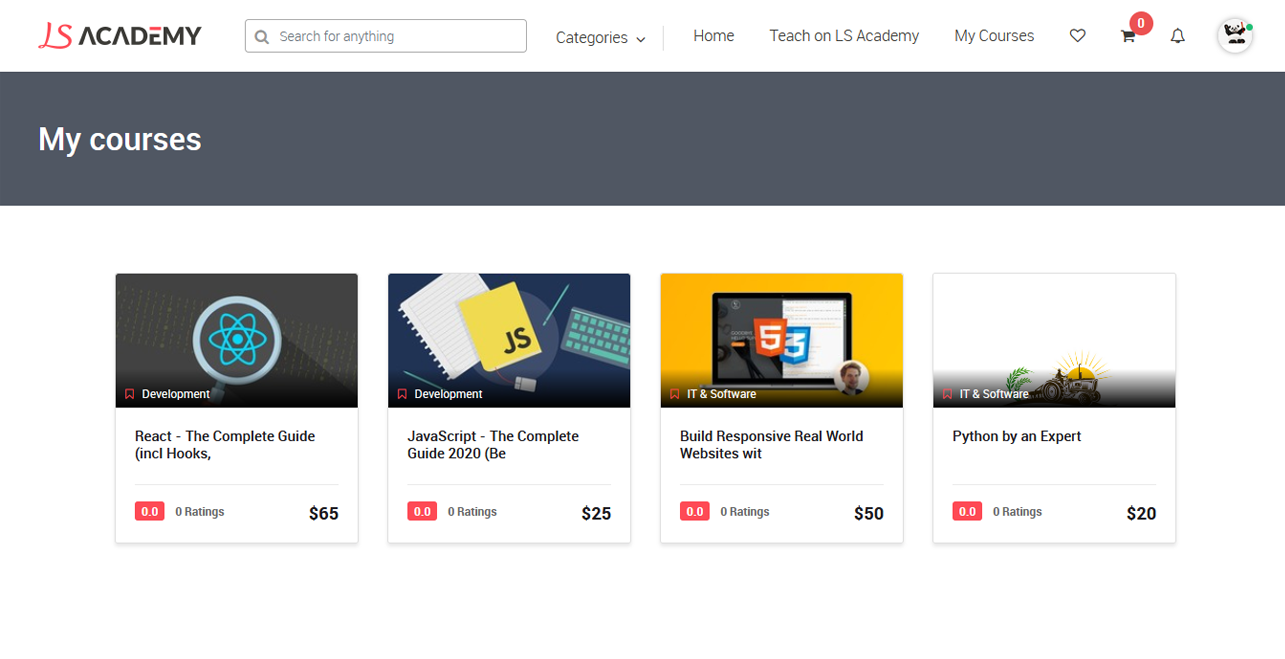 LS ACADEMY
Search for anything
Categories
Home
Teach on LS Academy
My Courses
0
My courses
JS
5
3
Development
Development
IT & Software
IT & Software
React - The Complete Guide
(incl Hooks,
JavaScript - The Complete
Guide 2020 (Be
Build Responsive Real World
Websites wit
Python by an Expert
0.0 0 Ratings $65
0.0 0 Ratings $25
0.0 0 Ratings $50
0.0 0 Ratings $20